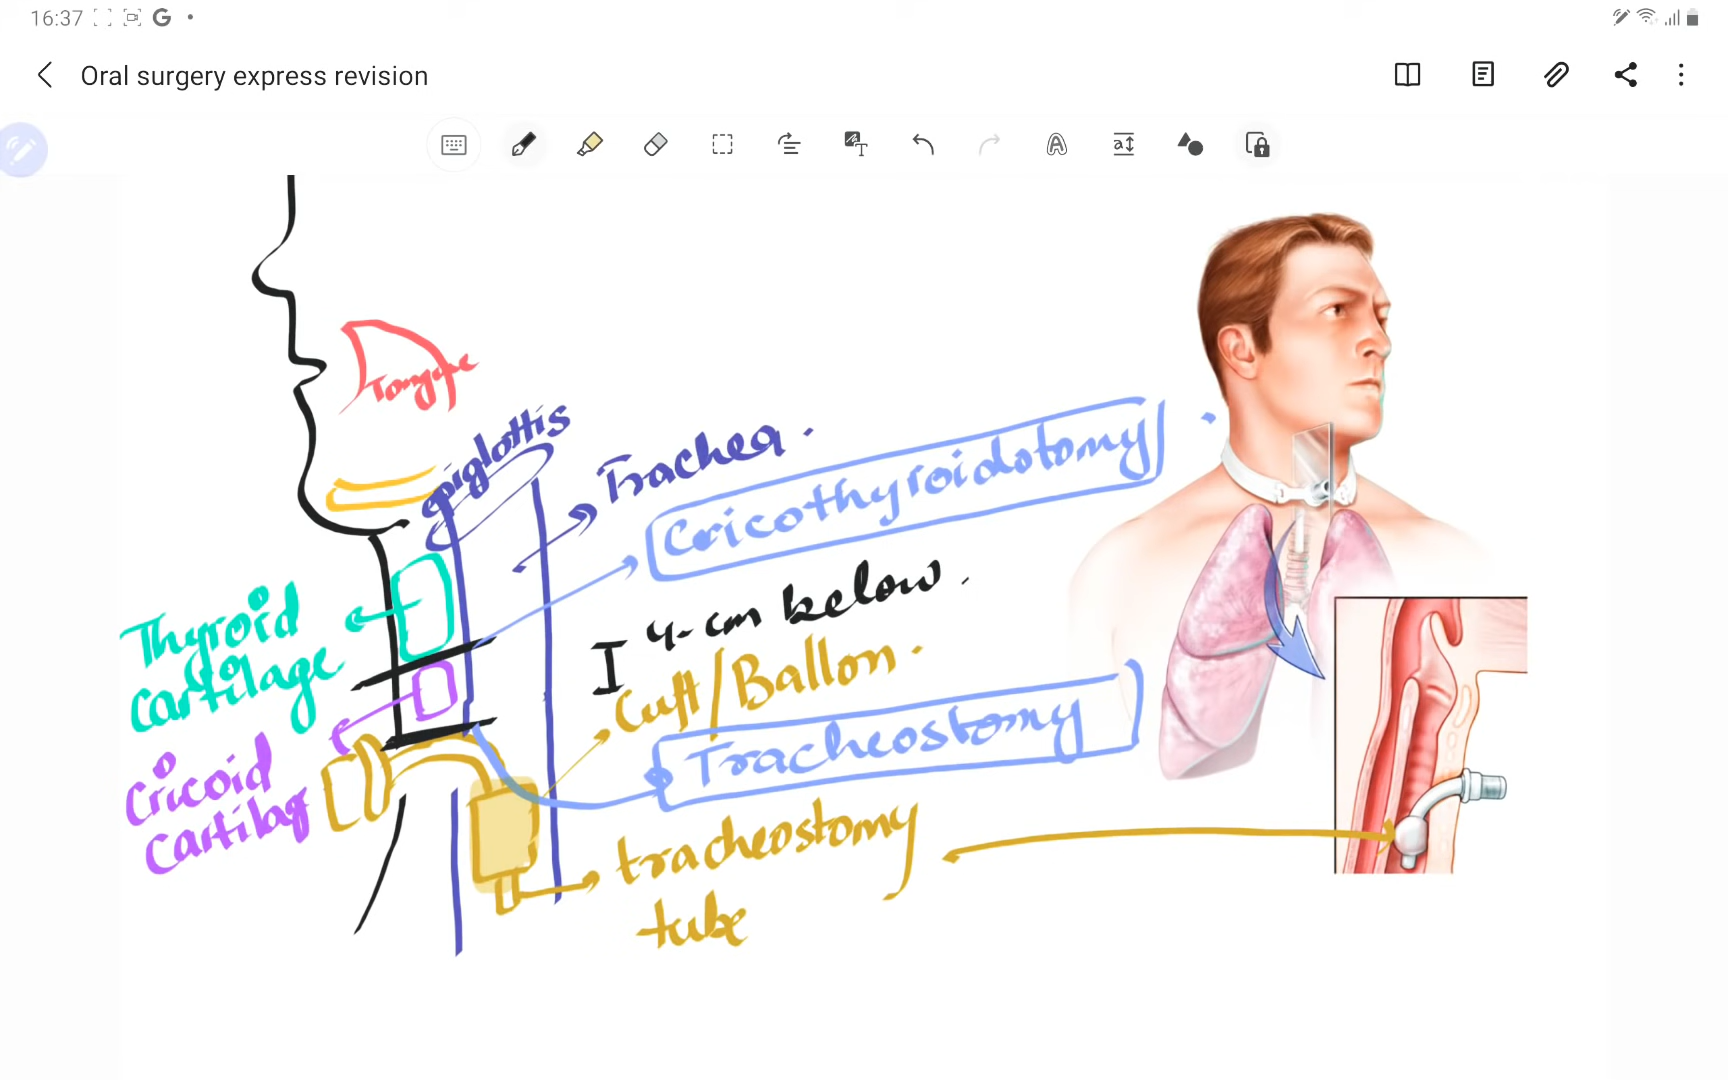 16:37
Oral surgery express revision
Tongue
epiglottis
Trachea.
Cricothyroidotomy
Thyroid
cartilage
4-cm below.
Cuff/Ballon.
Tracheostomy
Cricoid
Cartilag
tracheostomy
tube